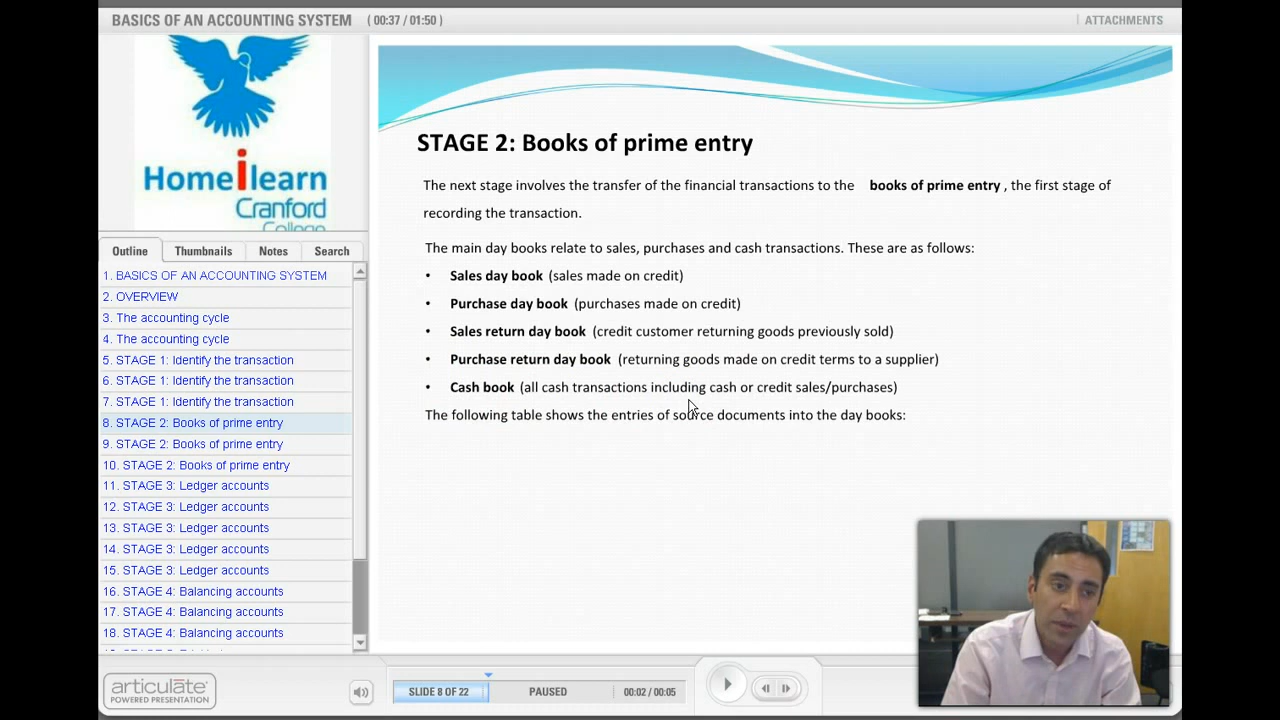 BASICS OF AN ACCOUNTING SYSTEM ( 00:37 / 01:50 )
ATTACHMENTS
Home i learn
Cranford
College
Outline Thumbnails Notes Search
1. BASICS OF AN ACCOUNTING SYSTEM
2. OVERVIEW
3. The accounting cycle
4. The accounting cycle
5. STAGE 1: Identify the transaction
6. STAGE 1: Identify the transaction
7. STAGE 1: Identify the transaction
8. STAGE 2: Books of prime entry
9. STAGE 2: Books of prime entry
10. STAGE 2: Books of prime entry
11. STAGE 3: Ledger accounts
12. STAGE 3: Ledger accounts
13. STAGE 3: Ledger accounts
14. STAGE 3: Ledger accounts
15. STAGE 3: Ledger accounts
16. STAGE 4: Balancing accounts
17. STAGE 4: Balancing accounts
18. STAGE 4: Balancing accounts
STAGE 2: Books of prime entry
The next stage involves the transfer of the financial transactions to the books of prime entry , the first stage of
recording the transaction.
The main day books relate to sales, purchases and cash transactions. These are as follows:
• Sales day book (sales made on credit)
• Purchase day book (purchases made on credit)
• Sales return day book (credit customer returning goods previously sold)
• Purchase return day book (returning goods made on credit terms to a supplier)
• Cash book (all cash transactions including cash or credit sales/purchases)
The following table shows the entries of source documents into the day books:
articulate
POWERED PRESENTATION
SLIDE 8 OF 22 PAUSED 00:02 / 00:05